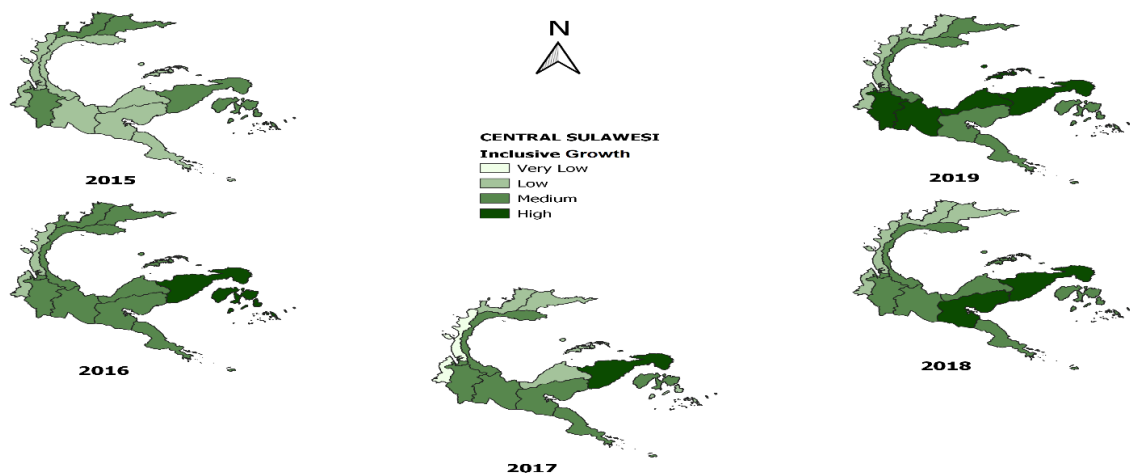 N
CENTRAL SULAWESI
Inclusive Growth
Very Low
Low
Medium
High
2015
2019
2016
2018
2017